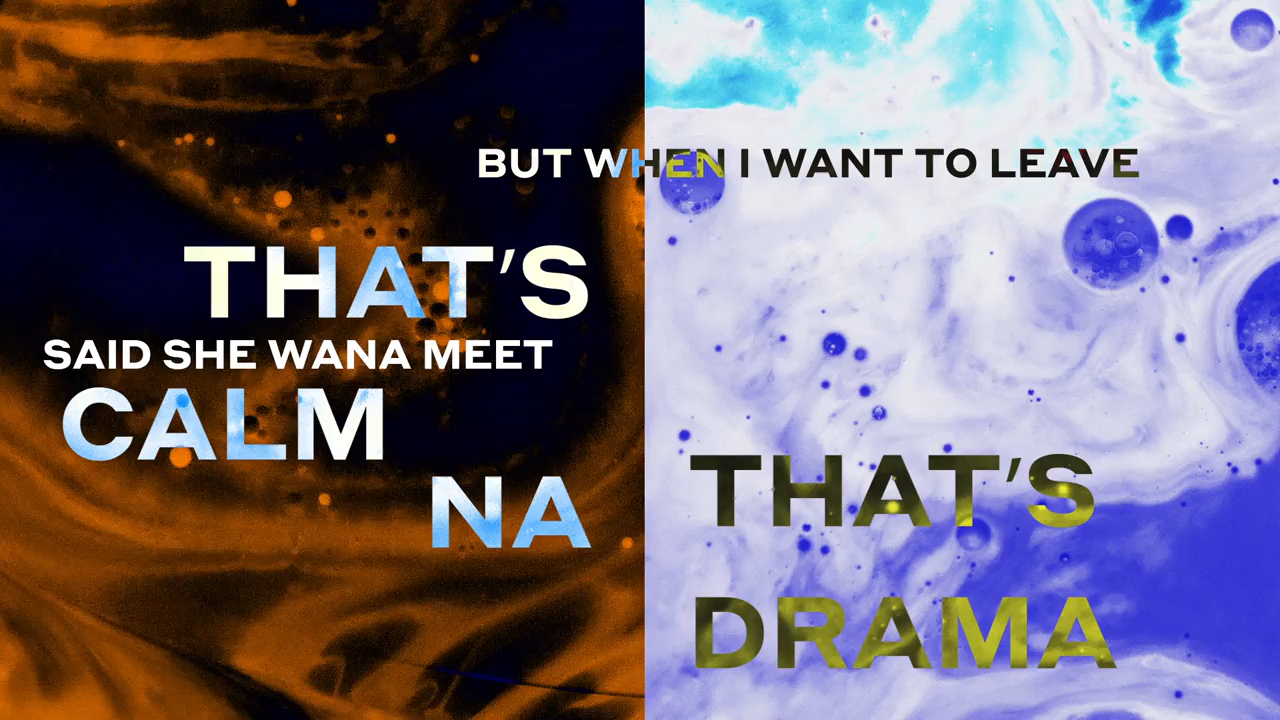 BUT WHEN I WANT TO LEAVE
THAT'S
SAID SHE WANA MEET
CALM
NA
THAT'S
DRAMA